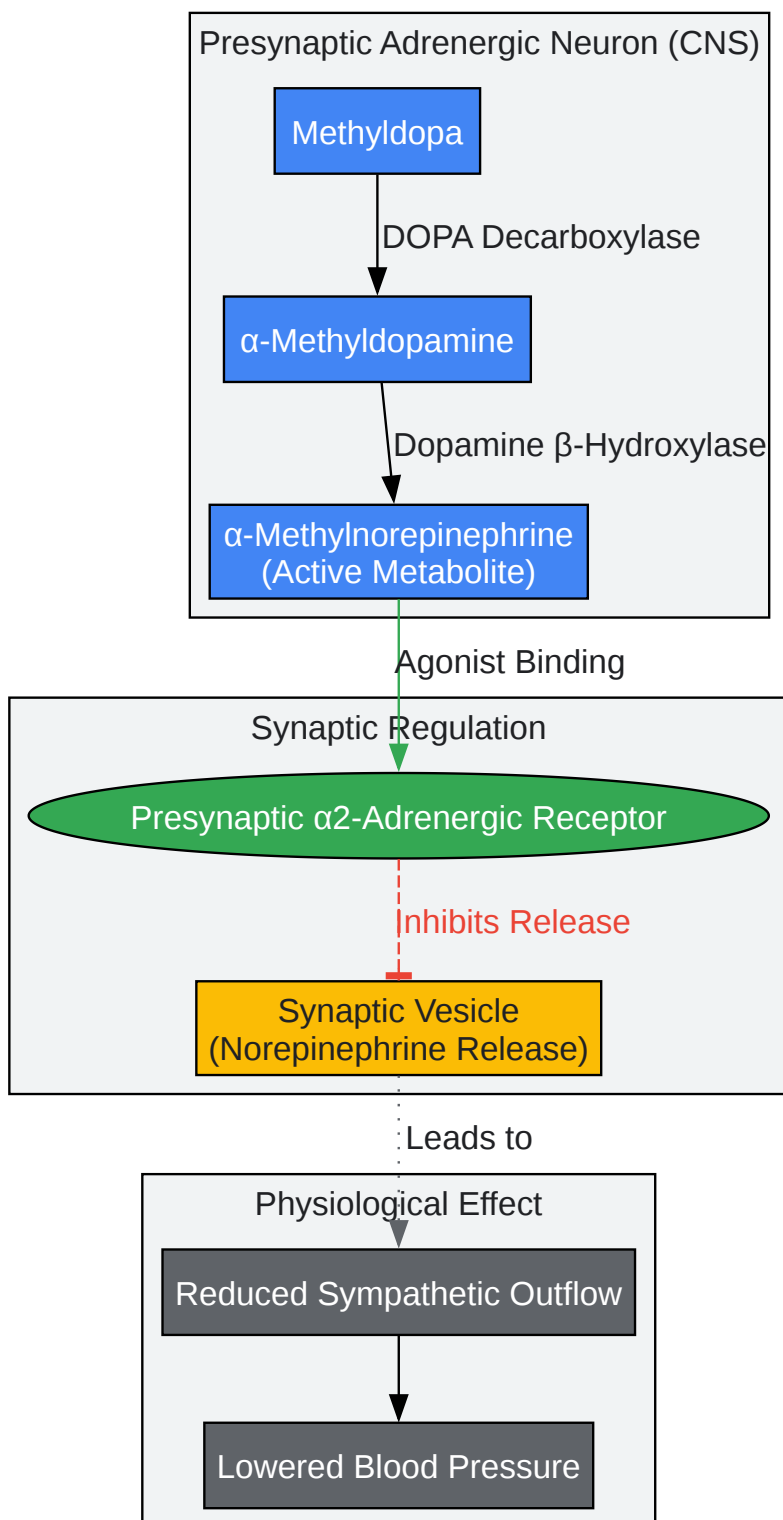 Presynaptic Adrenergic Neuron (CNS)
Methyldopa
DOPA Decarboxylase
α-Methyldopamine
Dopamine β-Hydroxylase
α-Methylnorepinephrine
(Active Metabolite)
Agonist Binding
Synaptic Regulation
Presynaptic α2-Adrenergic Receptor
Inhibits Release
Synaptic Vesicle
(Norepinephrine Release)
Leads to
Physiological Effect
Reduced Sympathetic Outflow
Lowered Blood Pressure